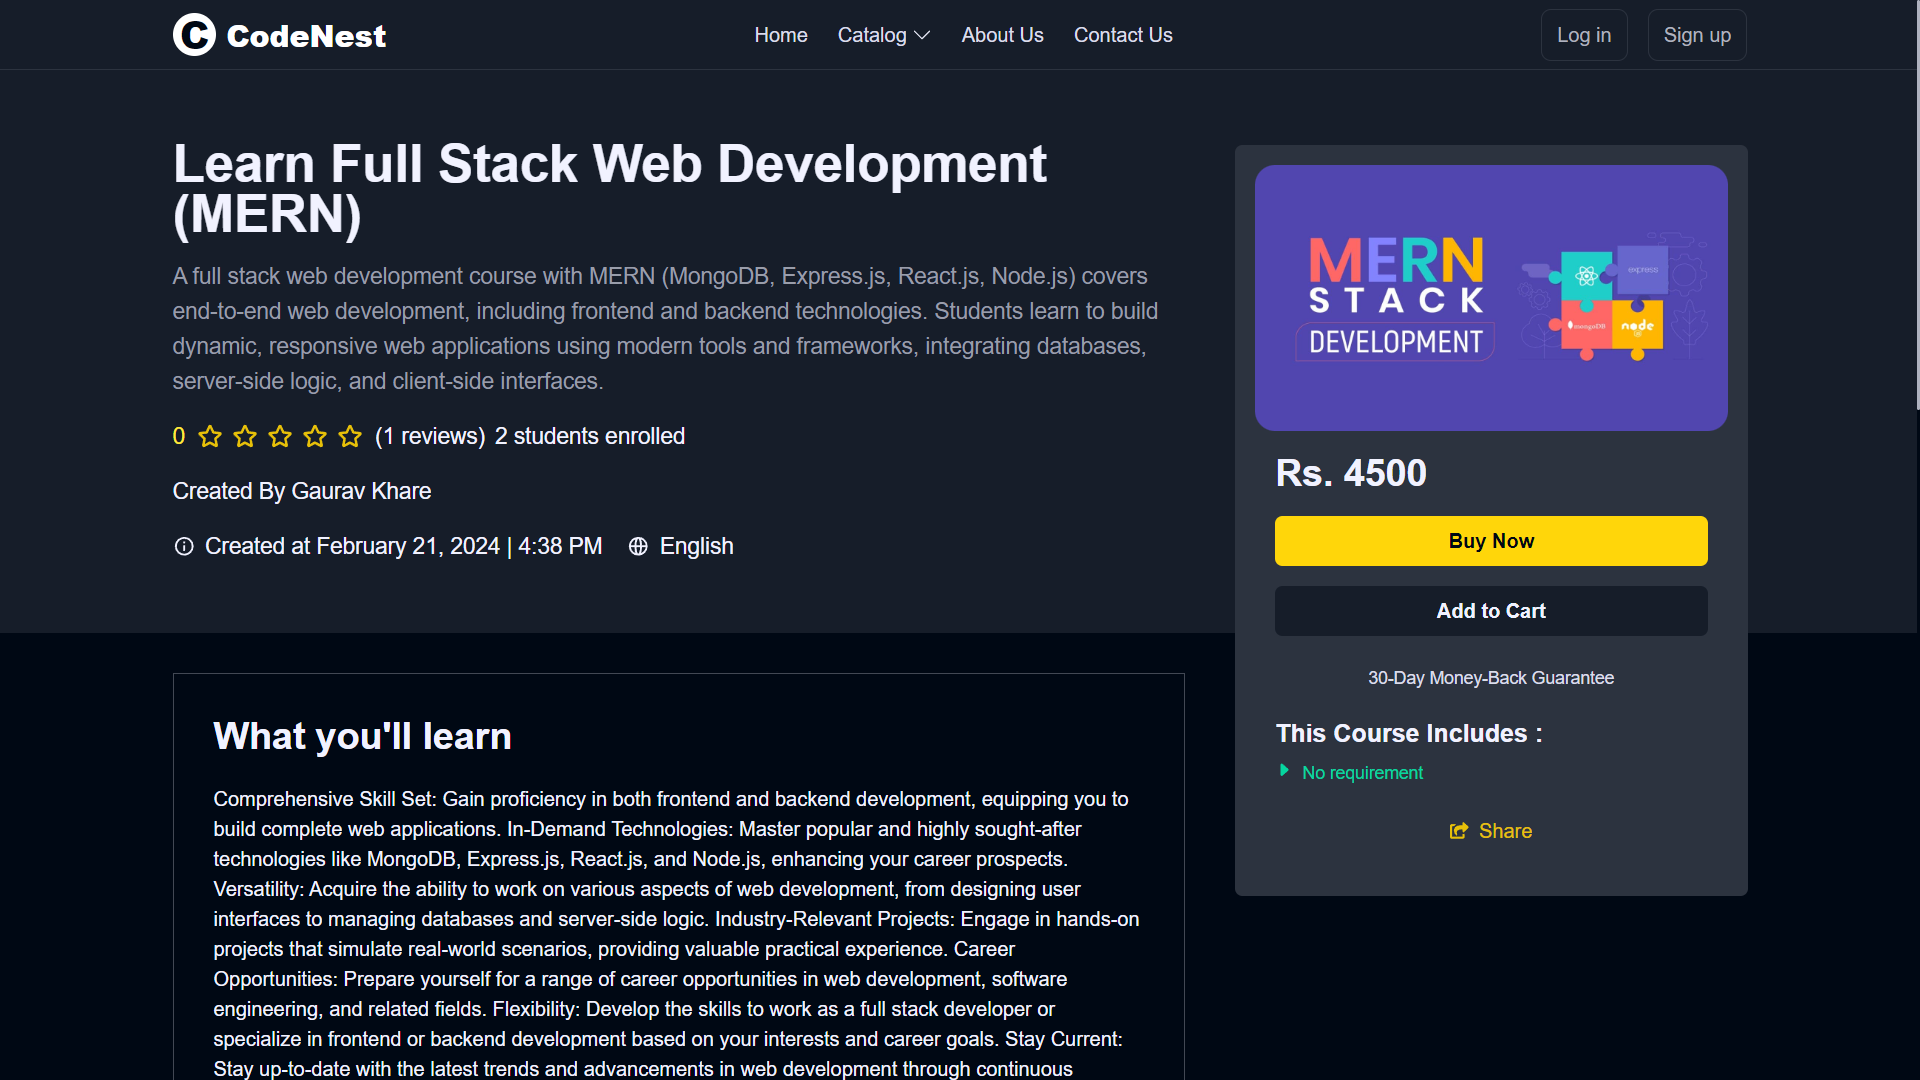 C CodeNest
Home Catalog About Us Contact Us
Log in Sign up
Learn Full Stack Web Development
(MERN)
A full stack web development course with MERN (MongoDB, Express.js, React.js, Node.js) covers
end-to-end web development, including frontend and backend technologies. Students learn to build
dynamic, responsive web applications using modern tools and frameworks, integrating databases,
server-side logic, and client-side interfaces.
0 (1 reviews) 2 students enrolled
Created By Gaurav Khare
Created at February 21, 2024 | 4:38 PM English
MERN
STACK
DEVELOPMENT
express
mongoDB
node
Rs. 4500
Buy Now
Add to Cart
30-Day Money-Back Guarantee
This Course Includes :
No requirement
Share
What you'll learn
Comprehensive Skill Set: Gain proficiency in both frontend and backend development, equipping you to
build complete web applications. In-Demand Technologies: Master popular and highly sought-after
technologies like MongoDB, Express.js, React.js, and Node.js, enhancing your career prospects.
Versatility: Acquire the ability to work on various aspects of web development, from designing user
interfaces to managing databases and server-side logic. Industry-Relevant Projects: Engage in hands-on
projects that simulate real-world scenarios, providing valuable practical experience. Career
Opportunities: Prepare yourself for a range of career opportunities in web development, software
engineering, and related fields. Flexibility: Develop the skills to work as a full stack developer or
specialize in frontend or backend development based on your interests and career goals. Stay Current:
Stay up-to-date with the latest trends and advancements in web development through continuous